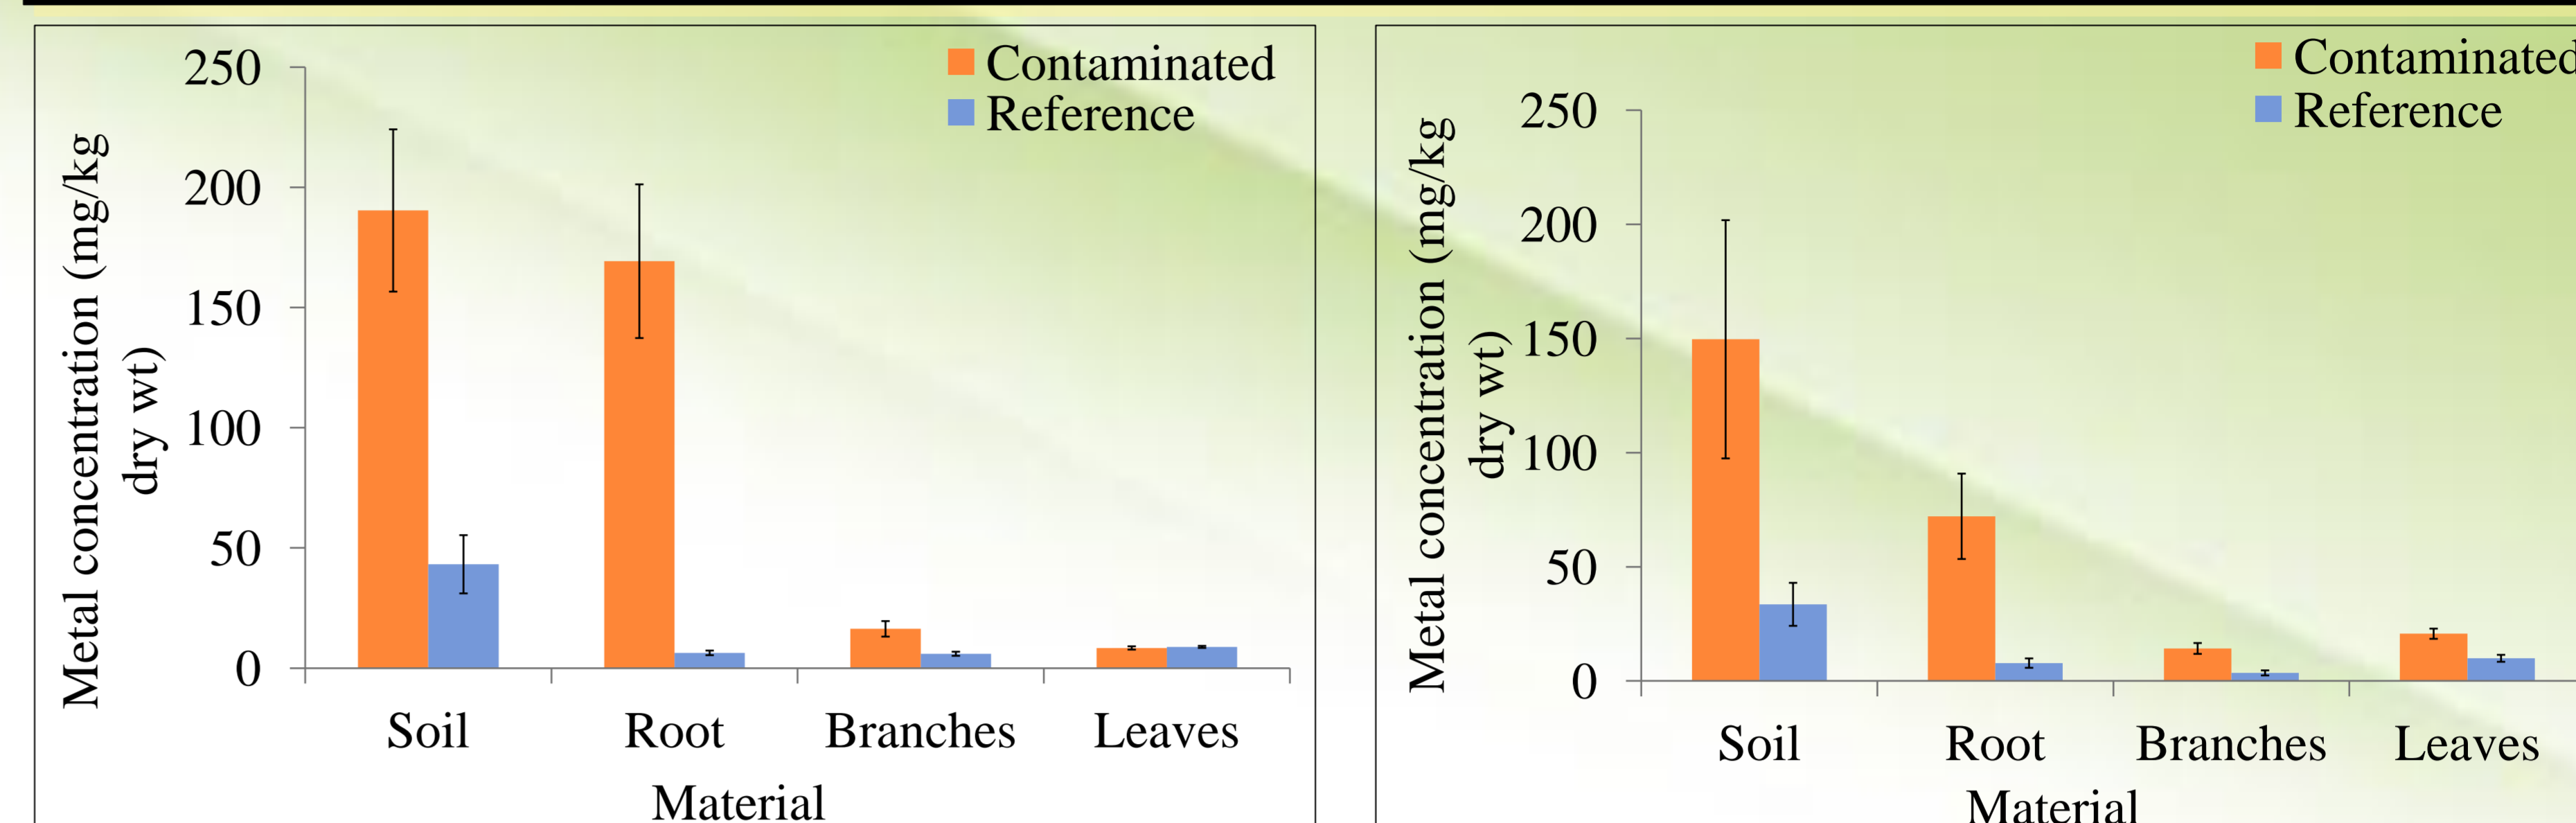 Contaminated
Reference
250
200
150
100
50
0
Metal concentration (mg/kg
dry wt)
Soil Root Branches Leaves
Material
Contaminated
Reference
250
200
150
100
50
0
Metal concentration (mg/kg
dry wt)
Soil Root Branches Leaves
Material